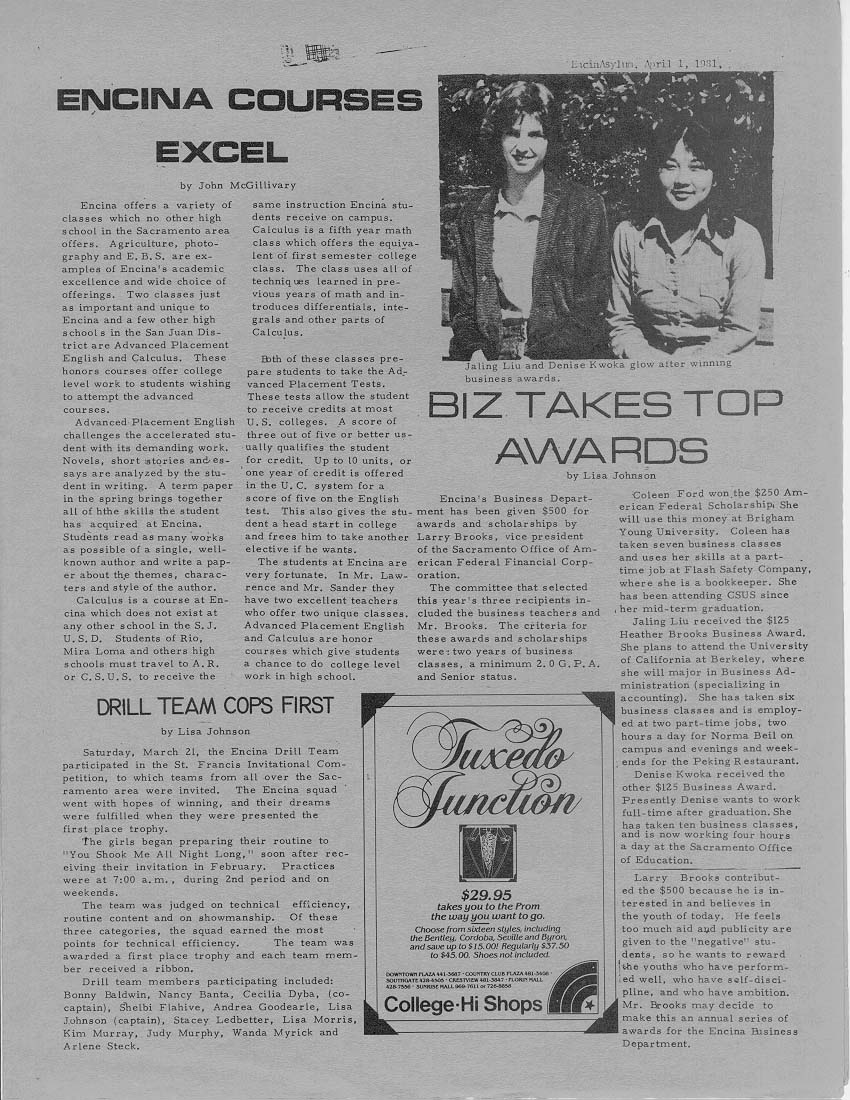 EncinAsylum, April 1, 1981,
ENCINA COURSES
EXCEL
by John McGillivary
Encina offers a variety of
classes which no other high
school in the Sacramento area
offers. Agriculture, photo-
graphy and E.B.S. are ex-
amples of Encina's academic
excellence and wide choice of
offerings. Two classes just
as important and unique to
Encina and a few other high
schools in the San Juan Dis-
trict are Advanced Placement
English and Calculus. These
honors courses offer college
level work to students wishing
to attempt the advanced
courses.
Advanced Placement English
challenges the accelerated stu-
dent with its demanding work.
Novels, short stories and es-
says are analyzed by the stu-
dent in writing. A term paper
in the spring brings together
all of hthe skills the student
has acquired at Encina.
Students read as many works
as possible of a single, well-
known author and write a pap-
er about the themes, charac-
ters and style of the author.
Calculus is a course at En-
cina which does not exist at
any other school in the S.J.
U.S.D. Students of Rio,
Mira Loma and others high
schools must travel to A.R.
or C.S.U.S. to receive the
same instruction Encina stu-
dents receive on campus.
Calculus is a fifth year math
class which offers the equiva-
lent of first semester college
class. The class uses all of
techniques learned in pre-
vious years of math and in-
troduces differentials, inte-
grals and other parts of
Calculus.
Both of these classes pre-
pare students to take the Ad-
vanced Placement Tests.
These tests allow the student
to receive credits at most
U.S. colleges. A score of
three out of five or better us-
ually qualifies the student
for credit. Up to 10 units, or
one year of credit is offered
in the U.C. system for a
score of five on the English
test. This also gives the stu-
dent a head start in college
and frees him to take another
elective if he wants.
The students at Encina are
very fortunate. In Mr. Law-
rence and Mr. Sander they
have two excellent teachers
who offer two unique classes.
Advanced Placement English
and Calculus are honor
courses which give students
a chance to do college level
work in high school.
Jaling Liu and Denise Kwoka glow after winning
business awards.
BIZ TAKES TOP
AWARDS
by Lisa Johnson
Encina's Business Depart-
ment has been given $500 for
awards and scholarships by
Larry Brooks, vice president
of the Sacramento Office of Am-
erican Federal Financial Corp-
oration.
The committee that selected
this year's three recipients in-
cluded the business teachers and
Mr. Brooks. The criteria for
these awards and scholarships
were: two years of business
classes, a minimum 2.0 G.P.A.
and Senior status.
Coleen Ford won the $250 Am-
erican Federal Scholarship. She
will use this money at Brigham
Young University. Coleen has
taken seven business classes
and uses her skills at a part-
time job at Flash Safety Company,
where she is a bookkeeper. She
has been attending CSUS since
her mid-term graduation.
Jaling Liu received the $125
Heather Brooks Business Award.
She plans to attend the University
of California at Berkeley, where
she will major in Business Ad-
ministration (specializing in
accounting). She has taken six
business classes and is employ-
ed at two part-time jobs, two
hours a day for Norma Beil on
campus and evenings and week-
ends for the Peking Restaurant.
Denise Kwoka received the
other $125 Business Award.
Presently Denise wants to work
full-time after graduation. She
has taken ten business classes,
and is now working four hours
a day at the Sacramento Office
of Education.
Larry Brooks contribut-
ed the $500 because he is in-
terested in and believes in
the youth of today. He feels
too much aid and publicity are
given to the "negative" stu-
dents, so he wants to reward
the youths who have perform-
ed well, who have self-disci-
pline, and who have ambition.
Mr. Brooks may decide to
make this an annual series of
awards for the Encina Business
Department.
DRILL TEAM COPS FIRST
by Lisa Johnson
Saturday, March 21, the Encina Drill Team
participated in the St. Francis Invitational Com-
petition, to which teams from all over the Sac-
ramento area were invited. The Encina squad
went with hopes of winning, and their dreams
were fulfilled when they were presented the
first place trophy.
The girls began preparing their routine to
"You Shook Me All Night Long," soon after rec-
eiving their invitation in February. Practices
were at 7:00 a.m., during 2nd period and on
weekends.
The team was judged on technical efficiency,
routine content and on showmanship. Of these
three categories, the squad earned the most
points for technical efficiency. The team was
awarded a first place trophy and each team mem-
ber received a ribbon.
Drill team members participating included:
Bonny Baldwin, Nancy Banta, Cecilia Dyba, (co-
captain), Shelbi Flahive, Andrea Goodearle, Lisa
Johnson (captain), Stacey Ledbetter, Lisa Morris,
Kim Murray, Judy Murphy, Wanda Myrick and
Arlene Steck.
Tuxedo
Junction
$29.95
takes you to the Prom
the way you want to go.
Choose from sixteen styles, including
the Bentley, Cordoba, Seville and Byron,
and save up to $15.00! Regularly $37.50
to $45.00. Shoes not included.
DOWNTOWN PLAZA 441-3687 · COUNTRY CLUB PLAZA 481-3406
SOUTHGATE 428-4505 · CRESTVIEW 481-3847 · FLORIN MALL
428-7556 · SUNRISE MALL 969-7611 or 726-8858
College-Hi Shops